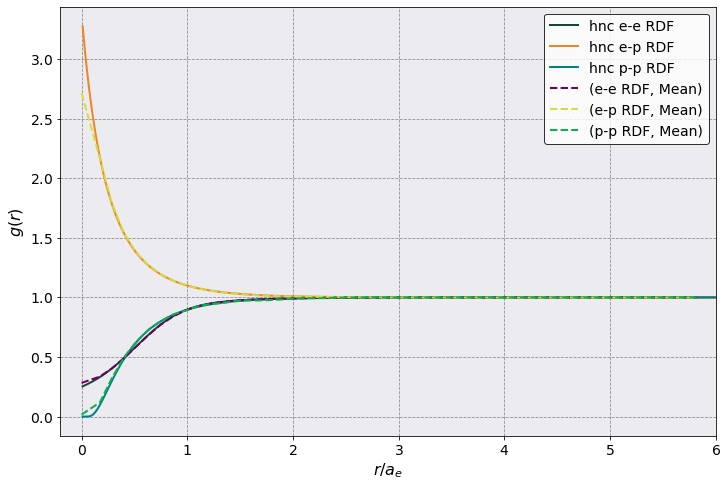 hnc e-e RDF
hnc e-p RDF
hnc p-p RDF
(e-e RDF, Mean)
(e-p RDF, Mean)
(p-p RDF, Mean)
3.0
2.5
2.0
1.5
1.0
0.5
0.0
g(r)
0 1 2 3 4 5 6
r/a_e